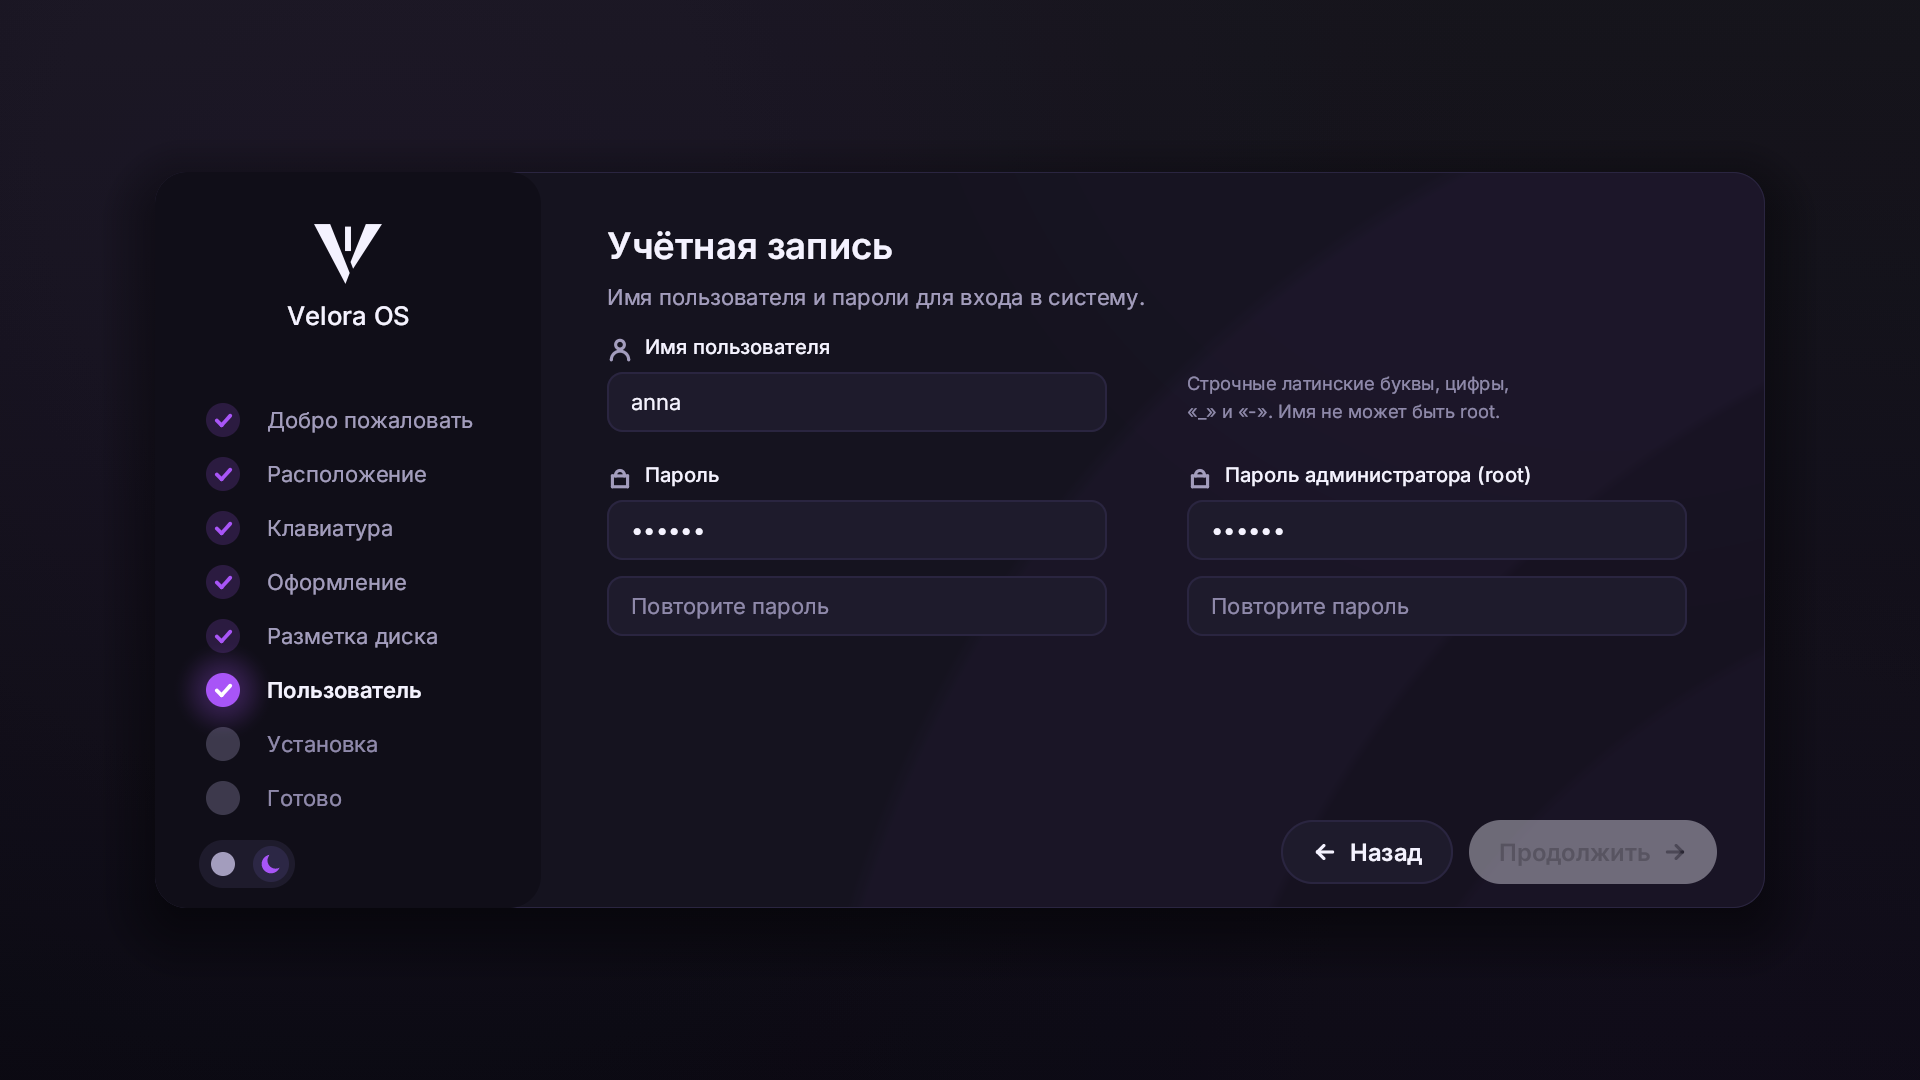 Velora OS
Добро пожаловать
Расположение
Клавиатура
Оформление
Разметка диска
Пользователь
Установка
Готово
Учётная запись
Имя пользователя и пароли для входа в систему.
Имя пользователя
anna
Строчные латинские буквы, цифры,
«_» и «-». Имя не может быть root.
Пароль
••••••
Повторите пароль
Пароль администратора (root)
••••••
Повторите пароль
Назад
Продолжить